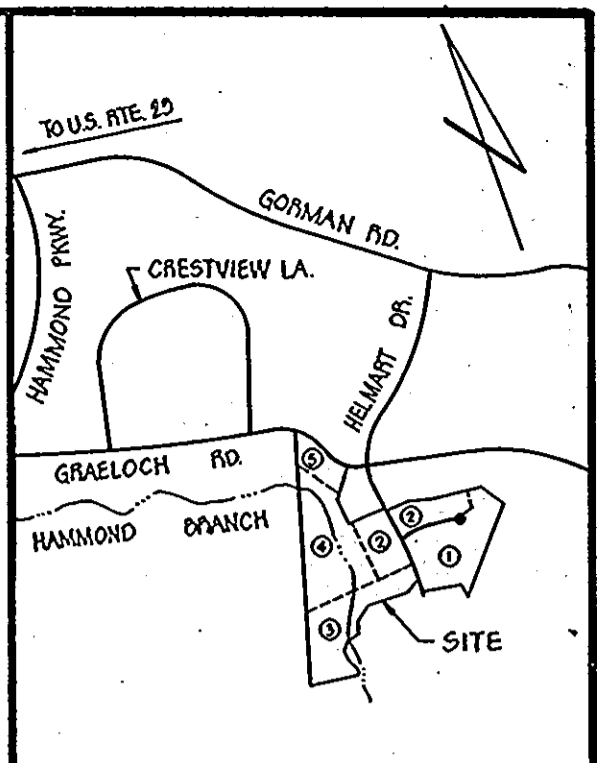 TO U.S. RTE. 29
GORMAN RD.
HAMMOND PKWY.
CRESTVIEW LA.
HELMART DR.
GRAELOCH RD.
HAMMOND BRANCH
⑤
②
②
④
①
③
SITE